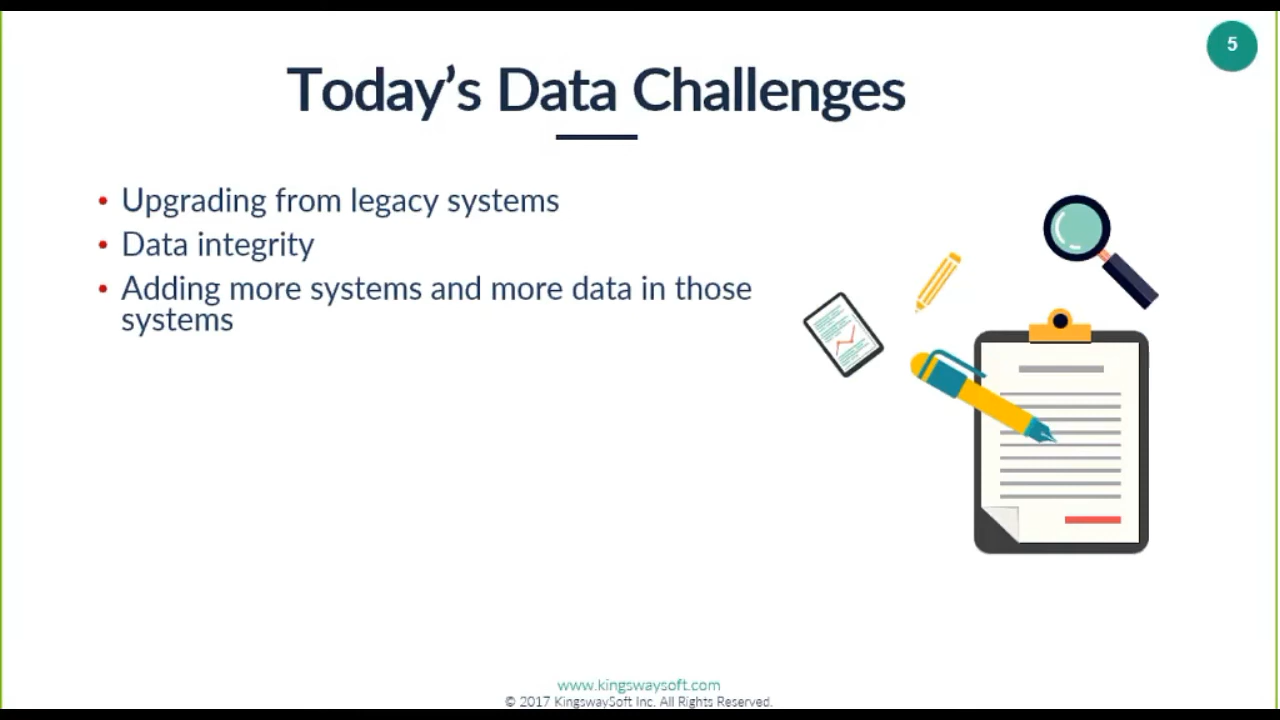 5
Today’s Data Challenges
• Upgrading from legacy systems
• Data integrity
• Adding more systems and more data in those
systems
www.kingswaysoft.com
© 2017 KingswaySoft Inc. All Rights Reserved.